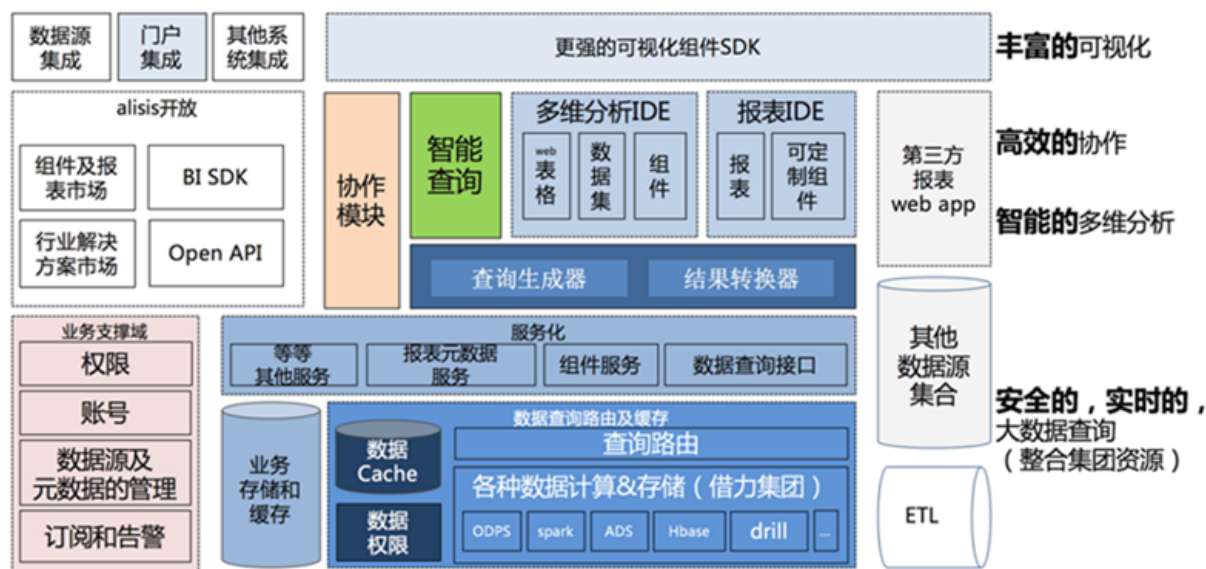 数据源
集成
门户
集成
其他系
统集成
更强的可视化组件SDK
丰富的可视化
alisis开放
组件及报
表市场
BI SDK
行业解决
方案市场
Open API
协作
模块
智能
查询
多维分析IDE
web
表
格
数
据
集
组
件
报表IDE
报
表
可定
制组
件
第三方
报表
web app
高效的协作
智能的多维分析
查询生成器
结果转换器
业务支撑域
权限
账号
数据源及
元数据的管理
订阅和告警
服务化
等等
其他服务
报表元数据
服务
组件服务
数据查询接口
其他
数据源
集合
安全的，实时的，
大数据查询
（整合集团资源）
业务
存储和
缓存
数据查询路由及缓存
数据
Cache
查询路由
数据
权限
各种数据计算&存储（借力集团）
ODPS
spark
ADS
Hbase
drill
...
ETL